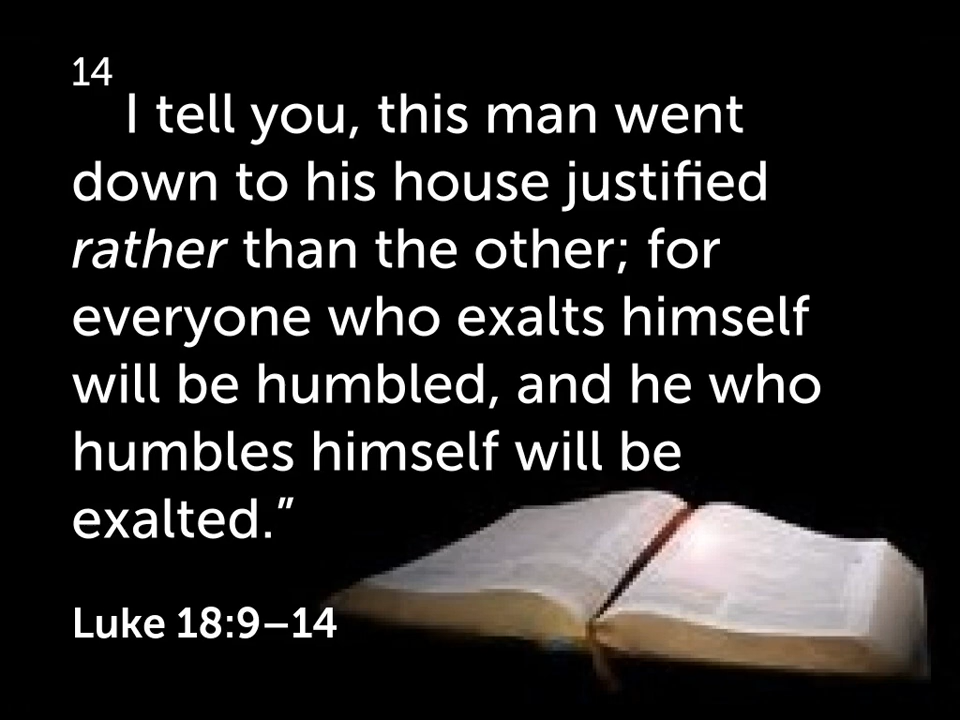 14
I tell you, this man went
down to his house justified
rather than the other; for
everyone who exalts himself
will be humbled, and he who
humbles himself will be
exalted.”
Luke 18:9–14